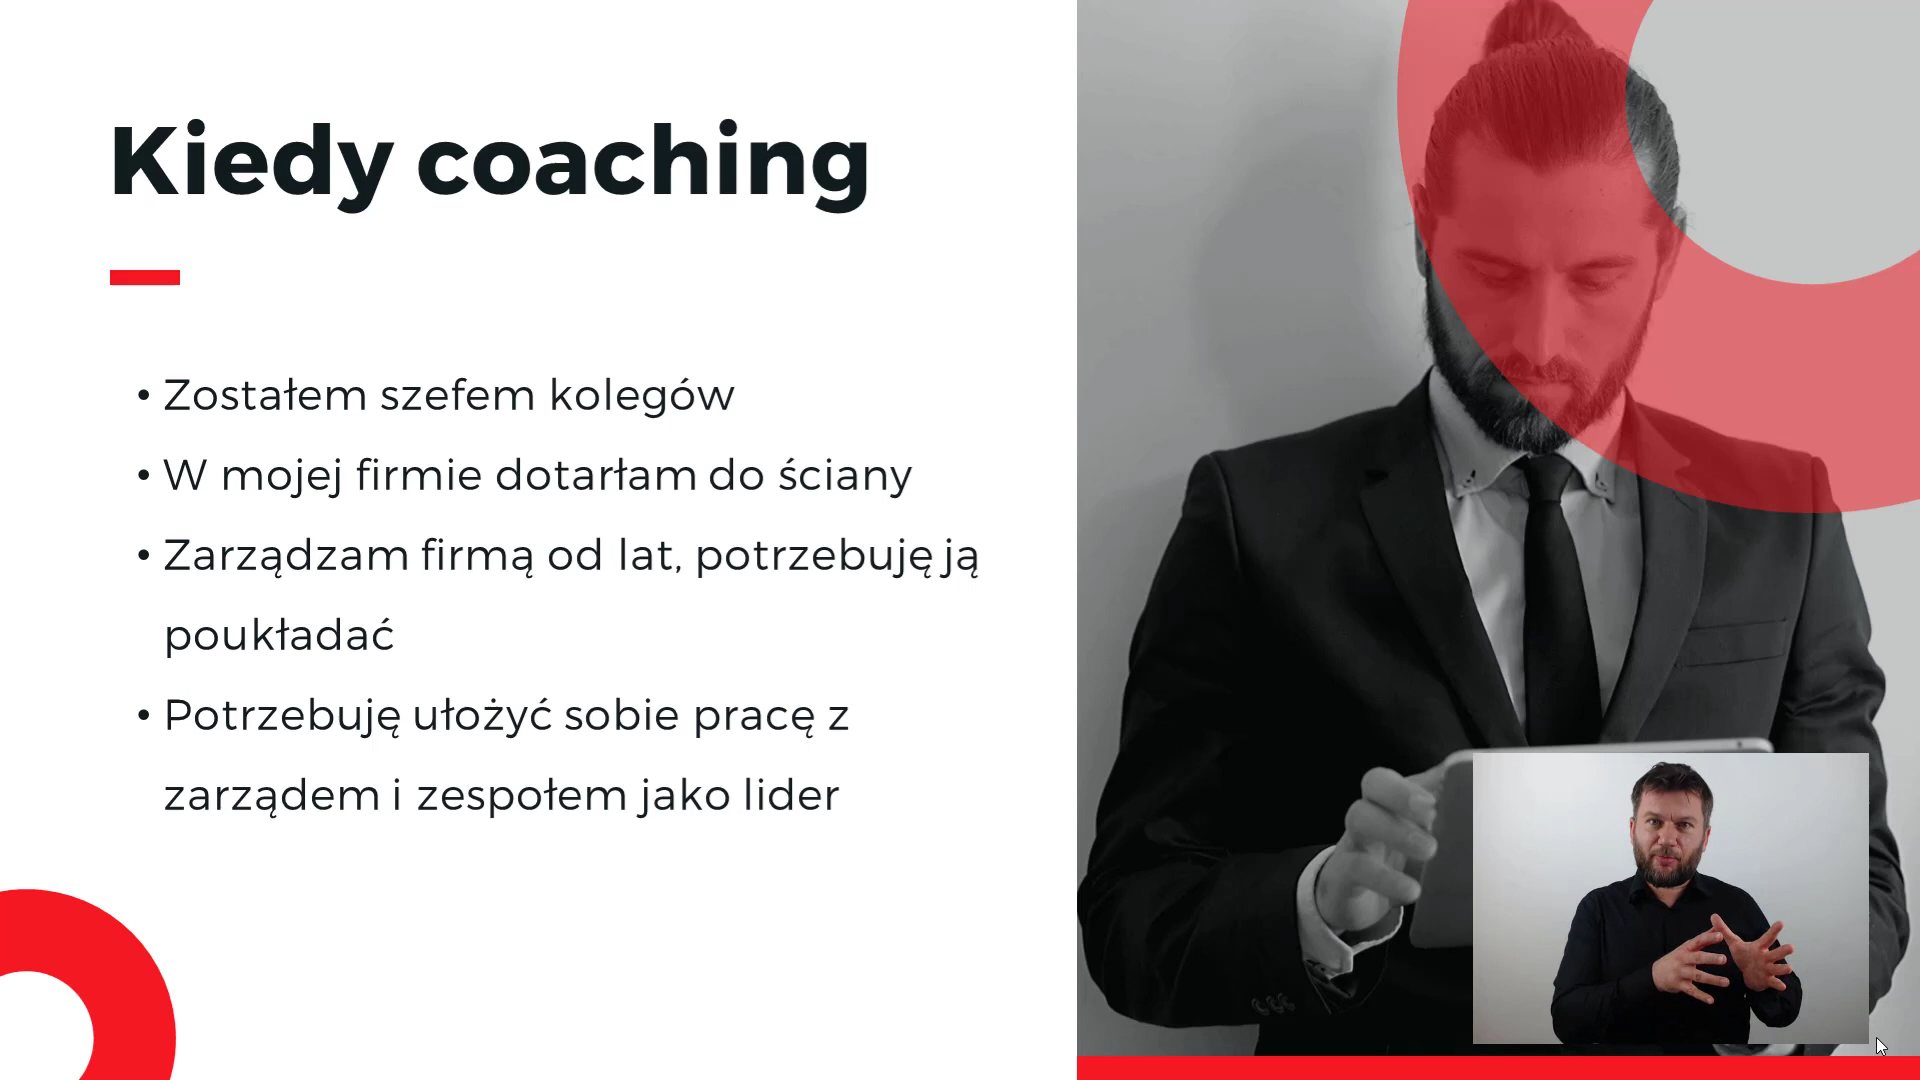 Kiedy coaching
• Zostałem szefem kolegów
• W mojej firmie dotarłam do ściany
• Zarządzam firmą od lat, potrzebuję ją
poukładać
• Potrzebuję ułożyć sobie pracę z
zarządem i zespołem jako lider